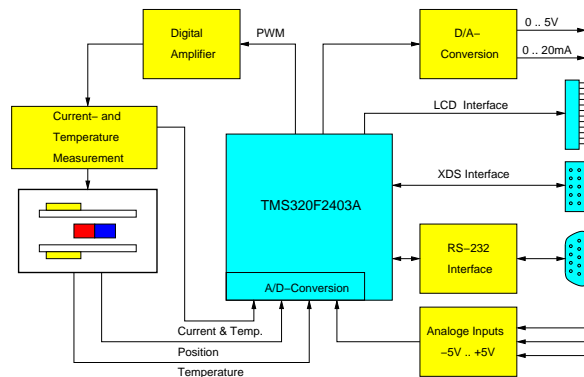 Digital
Amplifier
PWM
D/A-
Conversion
0 .. 5V
0 .. 20mA
Current- and
Temperature
Measurement
LCD Interface
XDS Interface
TMS320F2403A
RS-232
Interface
A/D-Conversion
Current & Temp.
Position
Temperature
Analoge Inputs
-5V .. +5V